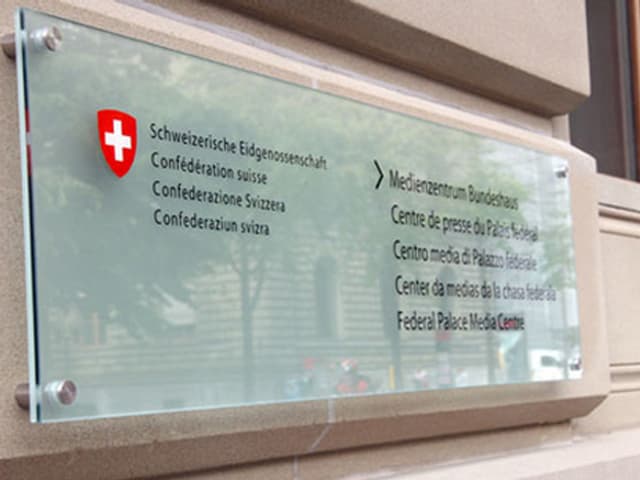 Schweizerische Eidgenossenschaft
Confédération suisse
Confederazione Svizzera
Confederaziun svizra
Medienzentrum Bundeshaus
Centre de presse du Palais fédéral
Centro media di Palazzo federale
Center da medias da la chasa federala
Federal Palace Media Centre